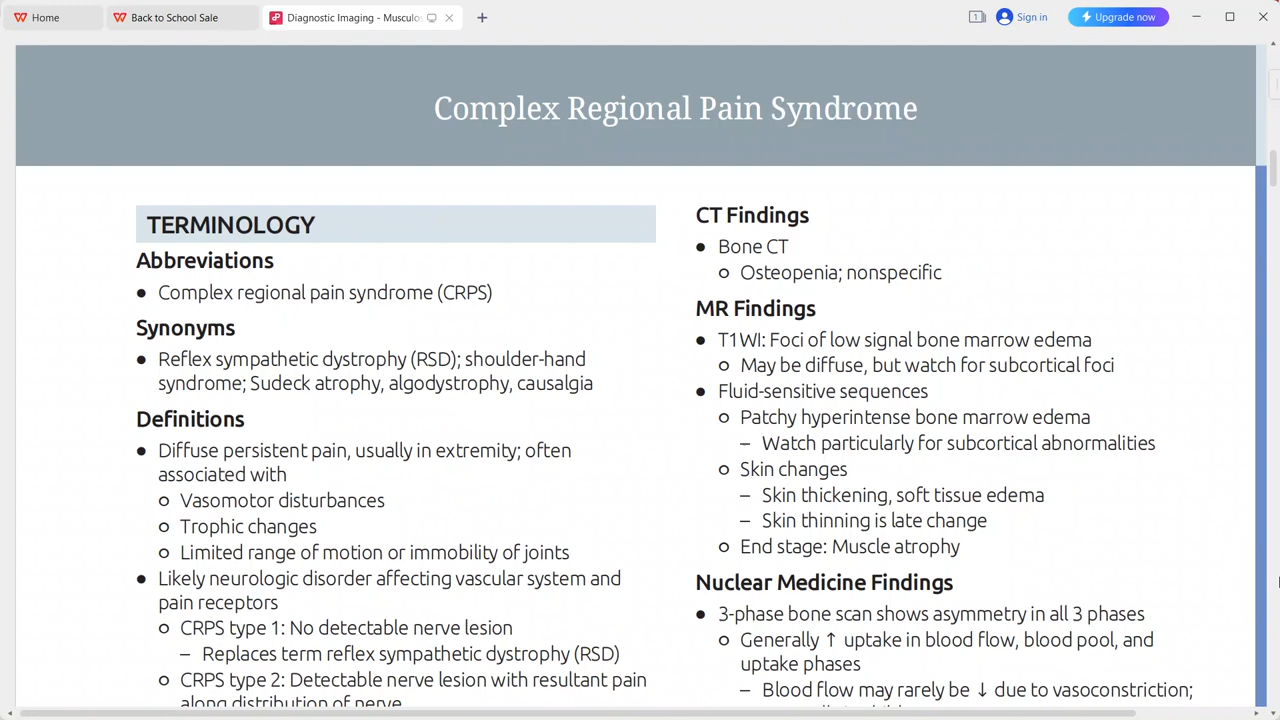 Home
Back to School Sale
Diagnostic Imaging - Musculos
1
Sign in
Upgrade now
Complex Regional Pain Syndrome
TERMINOLOGY
Abbreviations
● Complex regional pain syndrome (CRPS)
Synonyms
● Reflex sympathetic dystrophy (RSD); shoulder-hand
syndrome; Sudeck atrophy, algodystrophy, causalgia
Definitions
● Diffuse persistent pain, usually in extremity; often
associated with
○ Vasomotor disturbances
○ Trophic changes
○ Limited range of motion or immobility of joints
● Likely neurologic disorder affecting vascular system and
pain receptors
○ CRPS type 1: No detectable nerve lesion
– Replaces term reflex sympathetic dystrophy (RSD)
○ CRPS type 2: Detectable nerve lesion with resultant pain
along distribution of nerve
CT Findings
● Bone CT
○ Osteopenia; nonspecific
MR Findings
● T1WI: Foci of low signal bone marrow edema
○ May be diffuse, but watch for subcortical foci
● Fluid-sensitive sequences
○ Patchy hyperintense bone marrow edema
– Watch particularly for subcortical abnormalities
○ Skin changes
– Skin thickening, soft tissue edema
– Skin thinning is late change
○ End stage: Muscle atrophy
Nuclear Medicine Findings
● 3-phase bone scan shows asymmetry in all 3 phases
○ Generally ↑ uptake in blood flow, blood pool, and
uptake phases
– Blood flow may rarely be ↓ due to vasoconstriction;